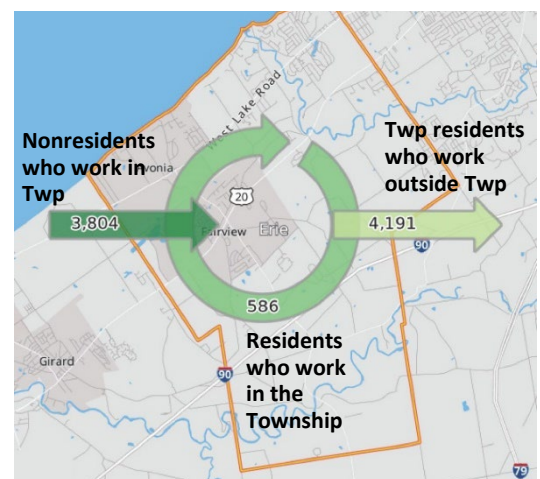 West Lake Road
Nonresidents
who work in
Twp
vonia
Twp residents
who work
outside Twp
20
3,804
Fairview
Erie
4,191
90
586
Residents
who work
in the
Township
Girard
90
79